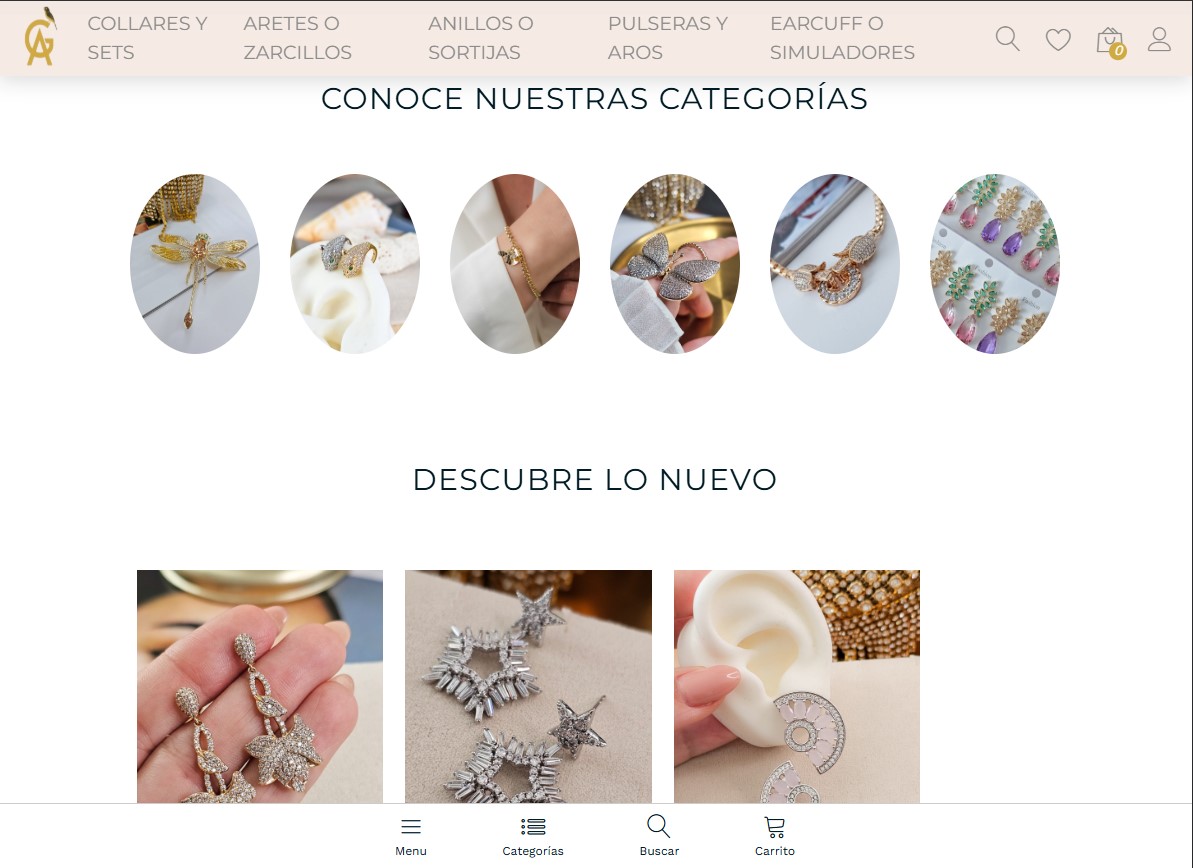 GA
COLLARES Y
SETS
ARETES O
ZARCILLOS
ANILLOS O
SORTIJAS
PULSERAS Y
AROS
EARCUFF O
SIMULADORES
0
CONOCE NUESTRAS CATEGORÍAS
DESCUBRE LO NUEVO
Menu
Categorías
Buscar
Carrito